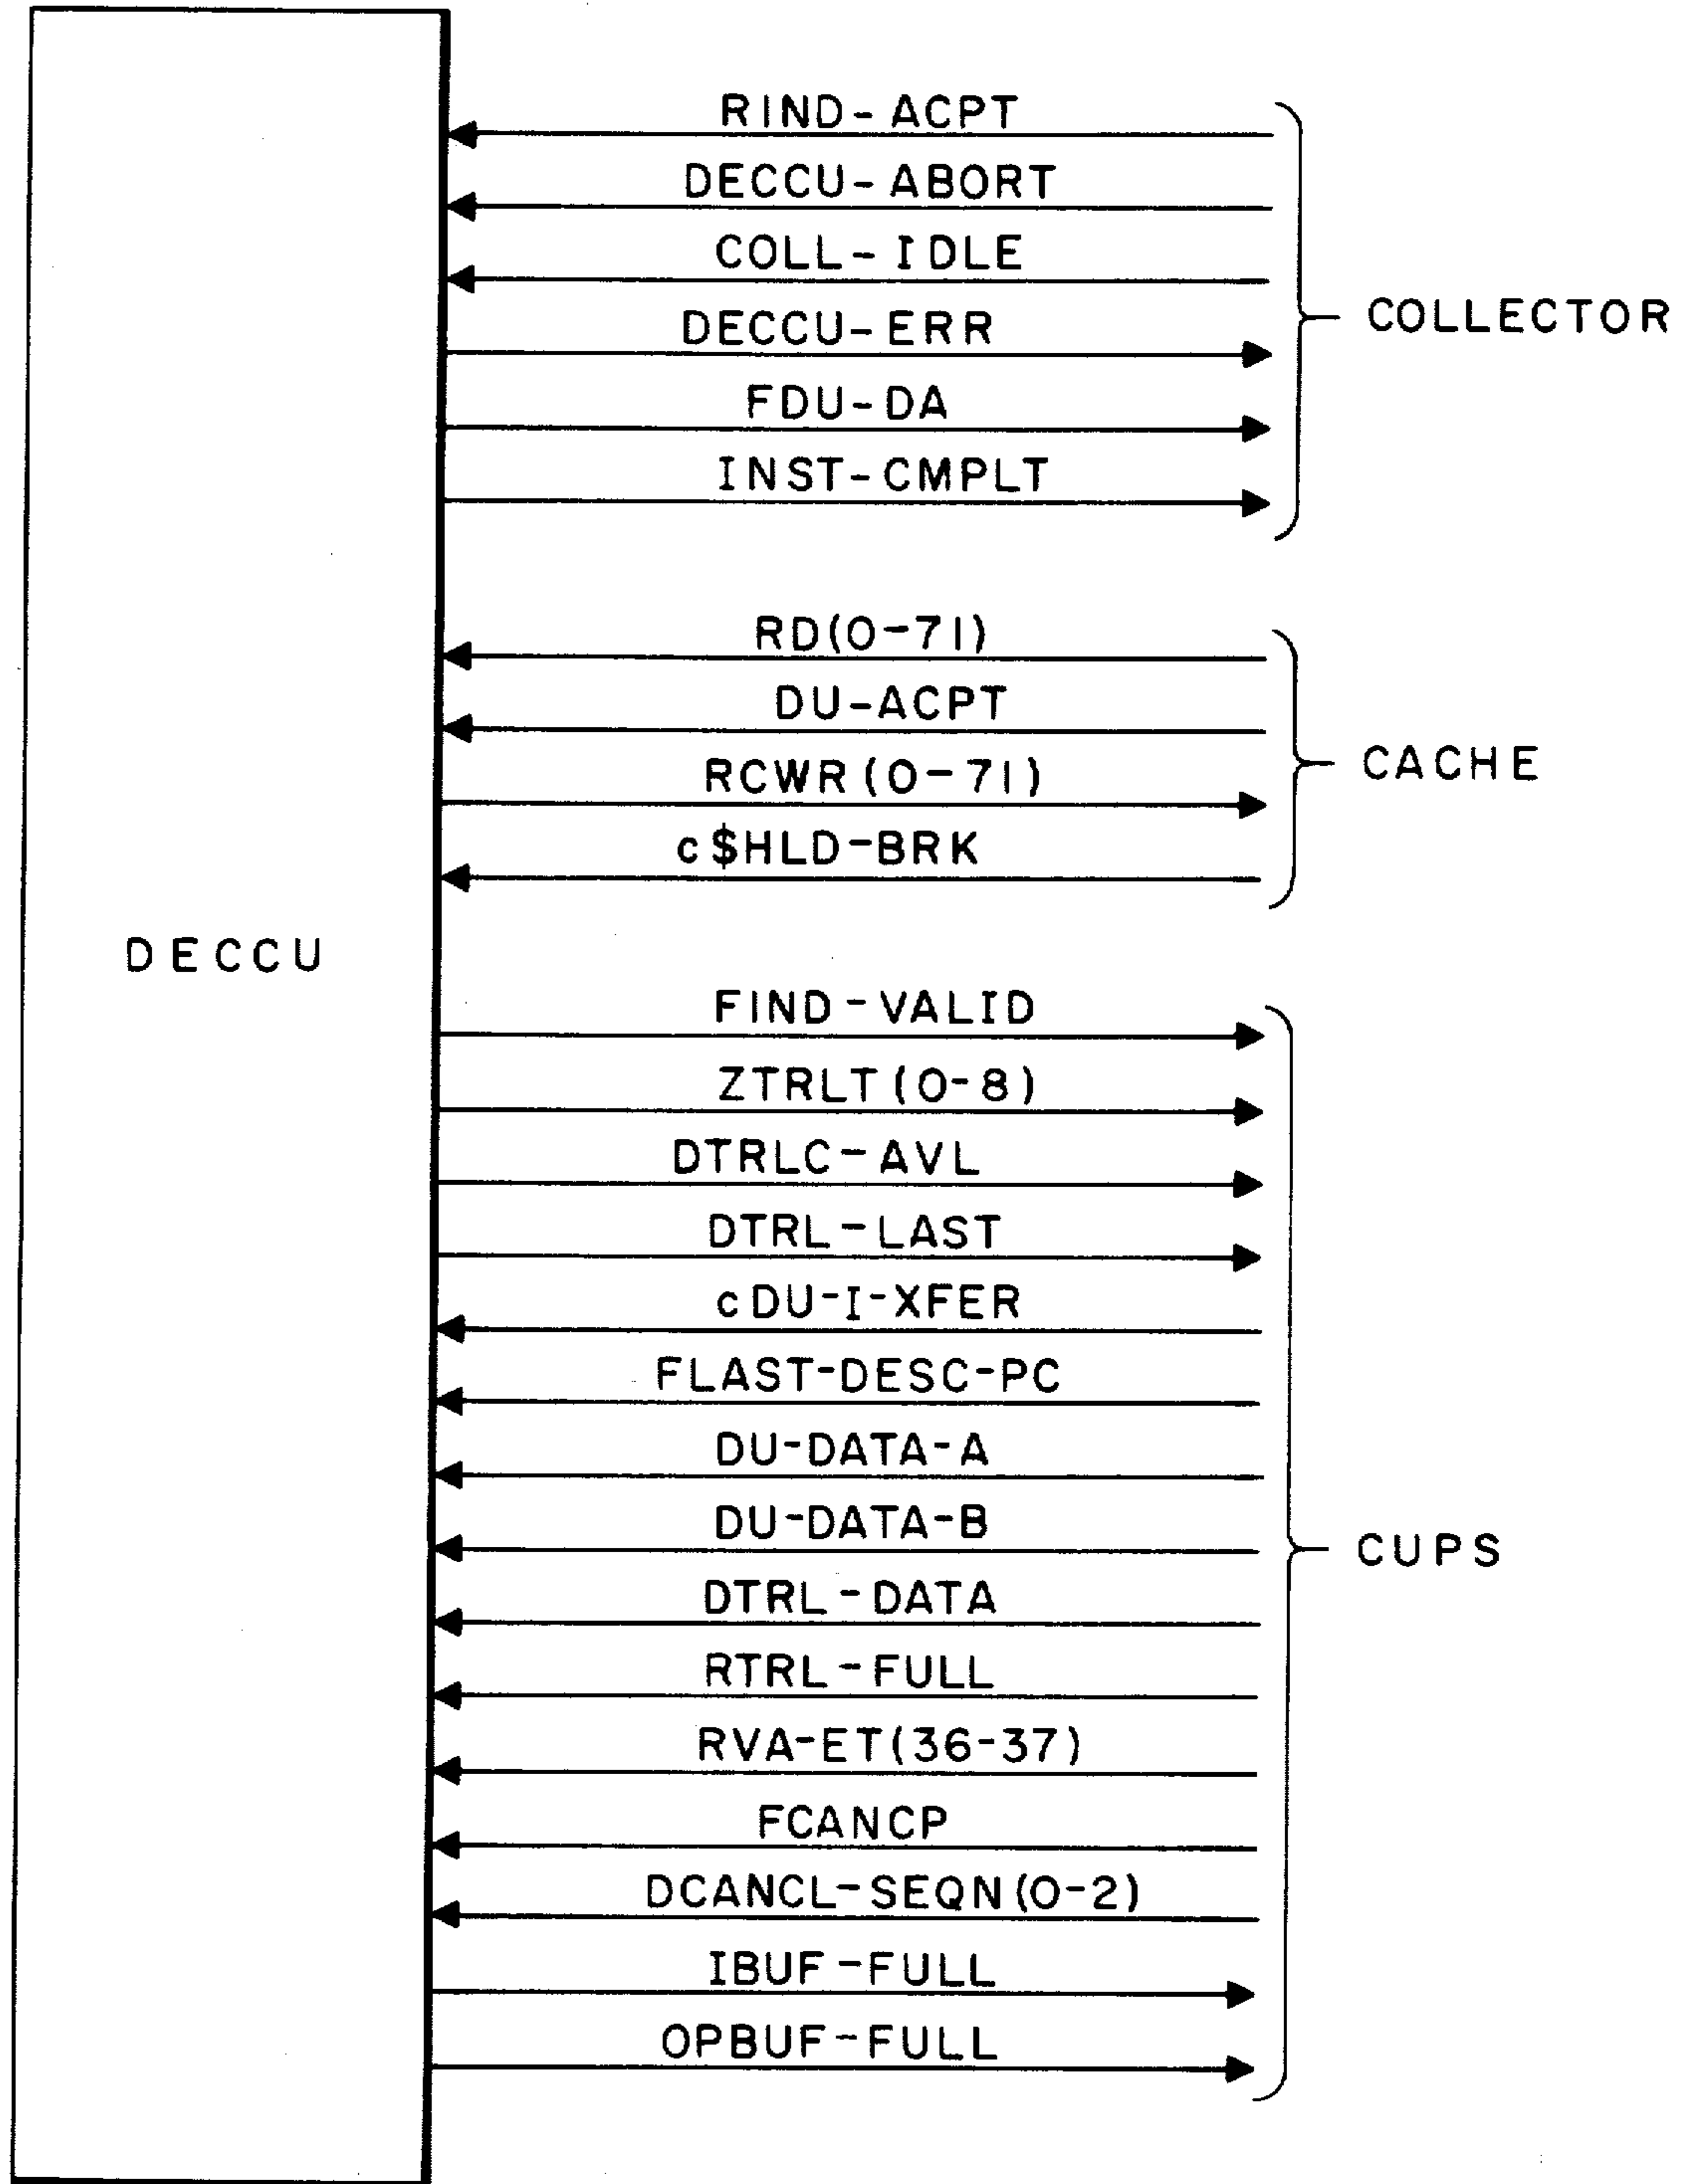 RIND-ACPT
DECCU-ABORT
COLL-IDLE
DECCU-ERR
FDU-DA
INST-CMPLT
COLLECTOR
RD(0-71)
DU-ACPT
RCWR(0-71)
c$HLD-BRK
CACHE
DECCU
FIND-VALID
ZTRLT(0-8)
DTRLC-AVL
DTRL-LAST
cDU-I-XFER
FLAST-DESC-PC
DU-DATA-A
DU-DATA-B
DTRL-DATA
RTRL-FULL
RVA-ET(36-37)
FCANCP
DCANCL-SEQN(0-2)
IBUF-FULL
OPBUF-FULL
CUPS